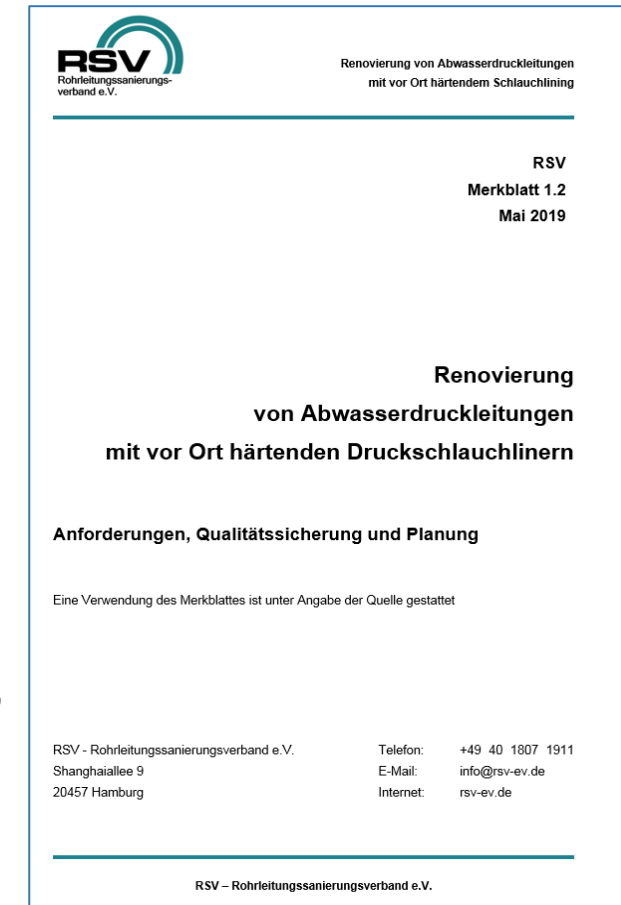 RSV
Rohrleitungssanierungs-
verband e.V.
Renovierung von Abwasserdruckleitungen
mit vor Ort härtendem Schlauchlining
RSV
Merkblatt 1.2
Mai 2019
Renovierung
von Abwasserdruckleitungen
mit vor Ort härtenden Druckschlauchlinern
Anforderungen, Qualitätssicherung und Planung
Eine Verwendung des Merkblattes ist unter Angabe der Quelle gestattet
RSV - Rohrleitungssanierungsverband e.V. Telefon: +49 40 1807 1911
Shanghaiallee 9 E-Mail: info@rsv-ev.de
20457 Hamburg Internet: rsv-ev.de
RSV – Rohrleitungssanierungsverband e.V.